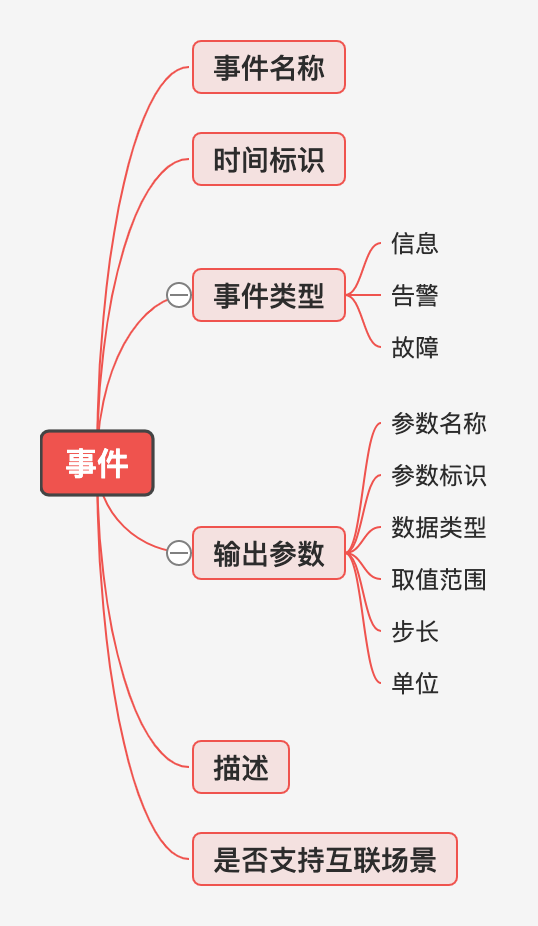 事件名称
时间标识
事件类型
信息
告警
故障
事件
输出参数
参数名称
参数标识
数据类型
取值范围
步长
单位
描述
是否支持互联场景